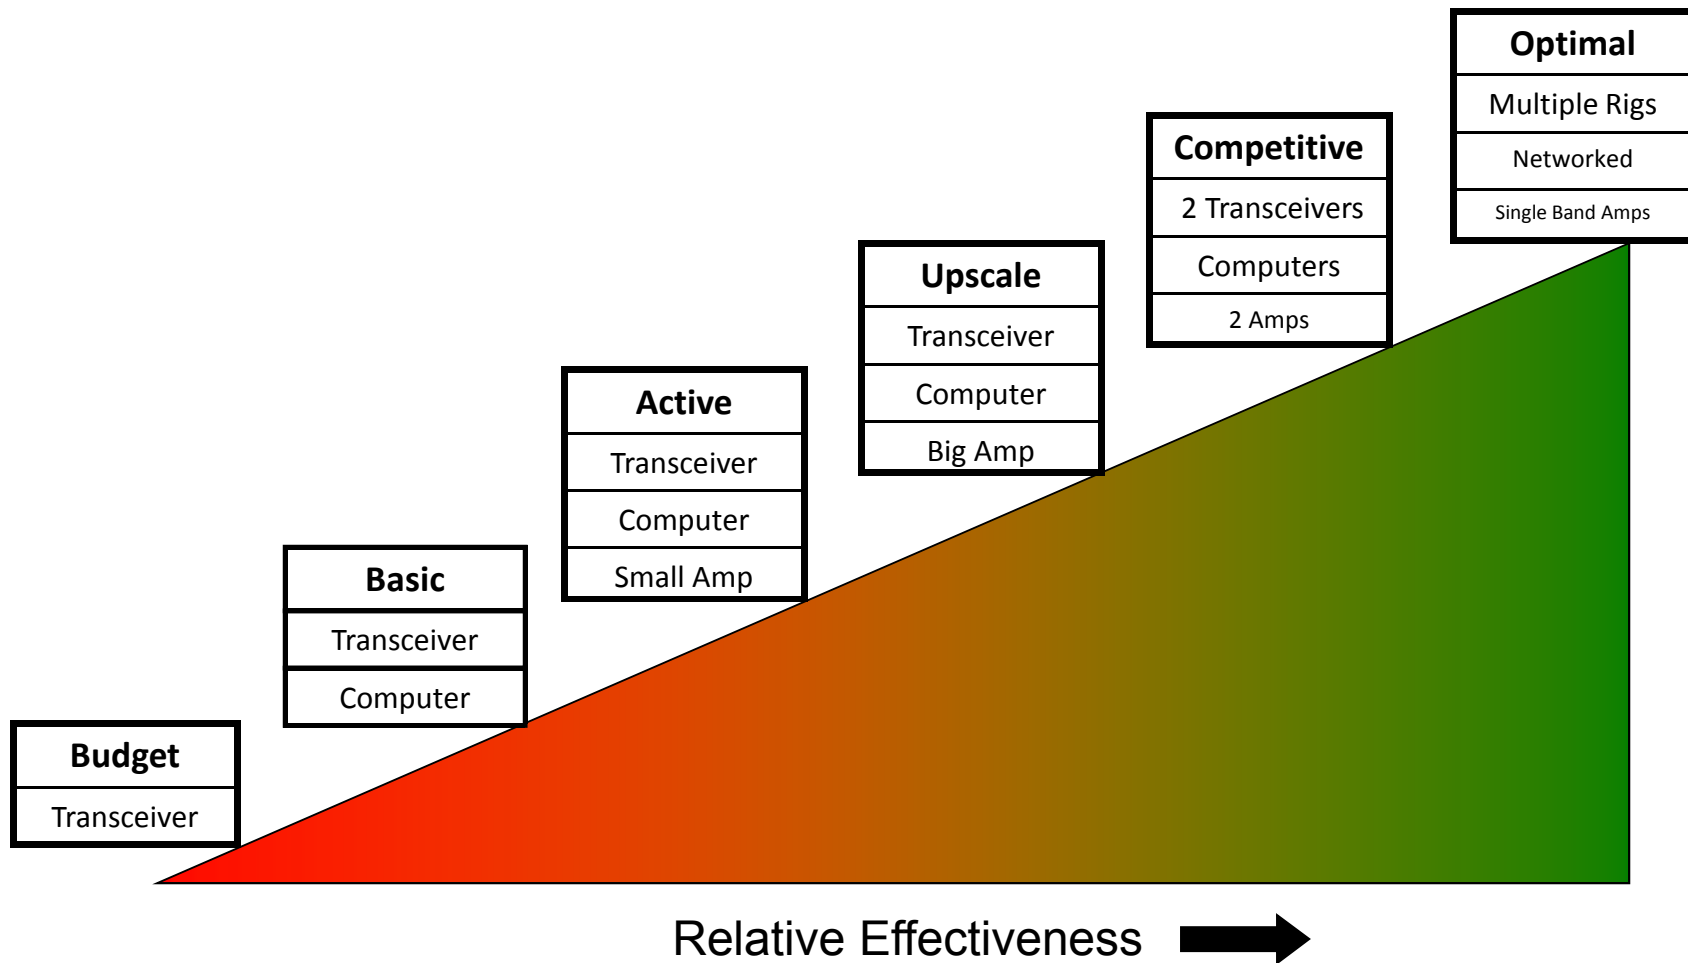 Budget
Transceiver
Basic
Transceiver
Computer
Active
Transceiver
Computer
Small Amp
Upscale
Transceiver
Computer
Big Amp
Competitive
2 Transceivers
Computers
2 Amps
Optimal
Multiple Rigs
Networked
Single Band Amps
Relative Effectiveness